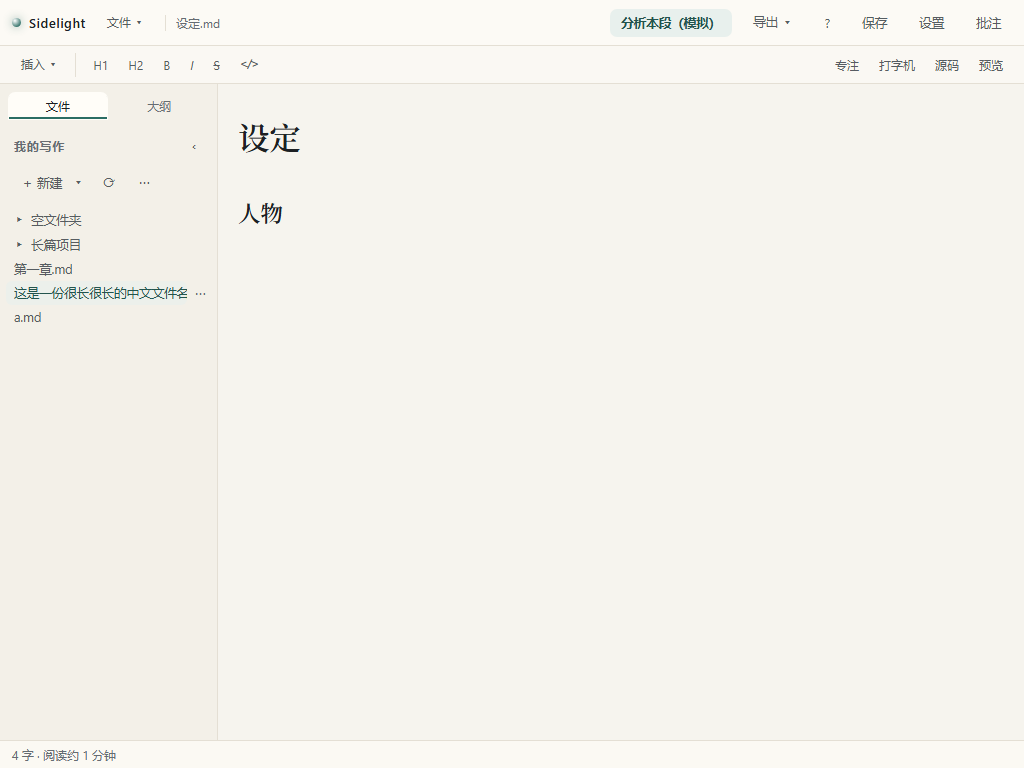 Sidelight 文件 设定.md 分析本段（模拟） 导出 ? 保存 设置 批注
插入 H1 H2 B I S </> 专注 打字机 源码 预览
文件 大纲
我的写作
+ 新建 ...
空文件夹
长篇项目
第一章.md
这是一份很长很长的中文文件名 ...
a.md
设定
人物
4 字 · 阅读约 1 分钟